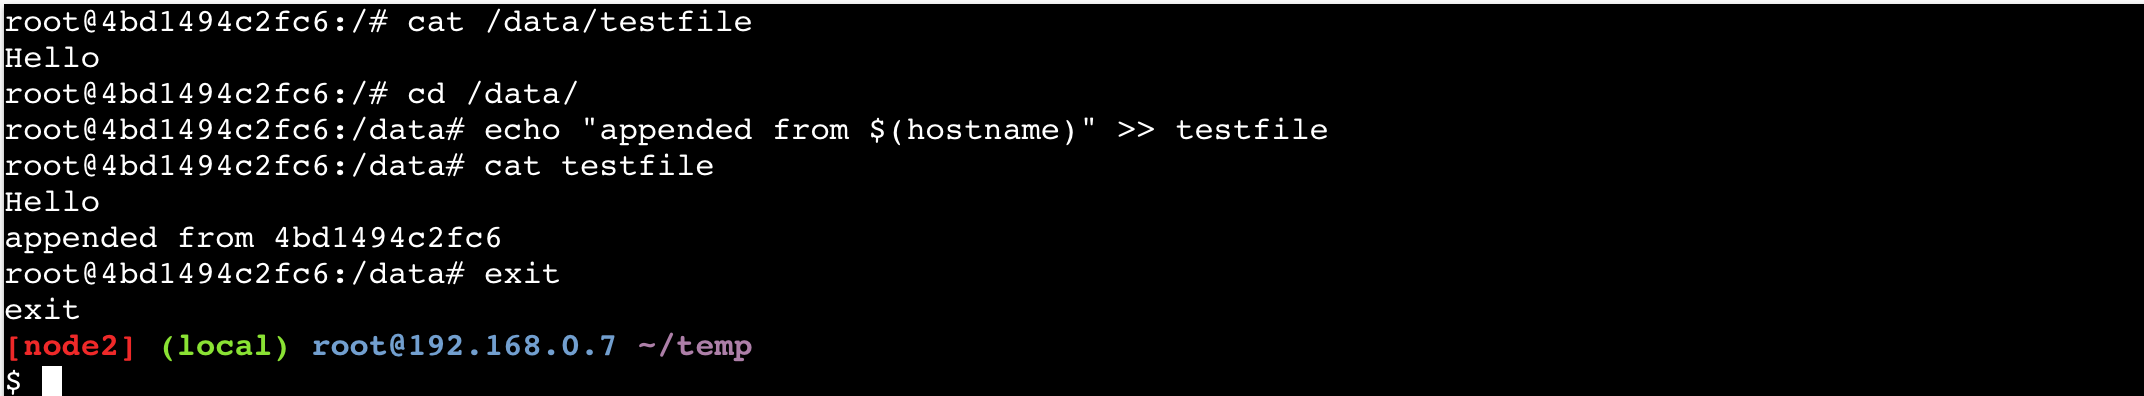 root@4bd1494c2fc6:/# cat /data/testfile
Hello
root@4bd1494c2fc6:/# cd /data/
root@4bd1494c2fc6:/data# echo "appended from $(hostname)" >> testfile
root@4bd1494c2fc6:/data# cat testfile
Hello
appended from 4bd1494c2fc6
root@4bd1494c2fc6:/data# exit
exit
[node2] (local) root@192.168.0.7 ~/temp
$